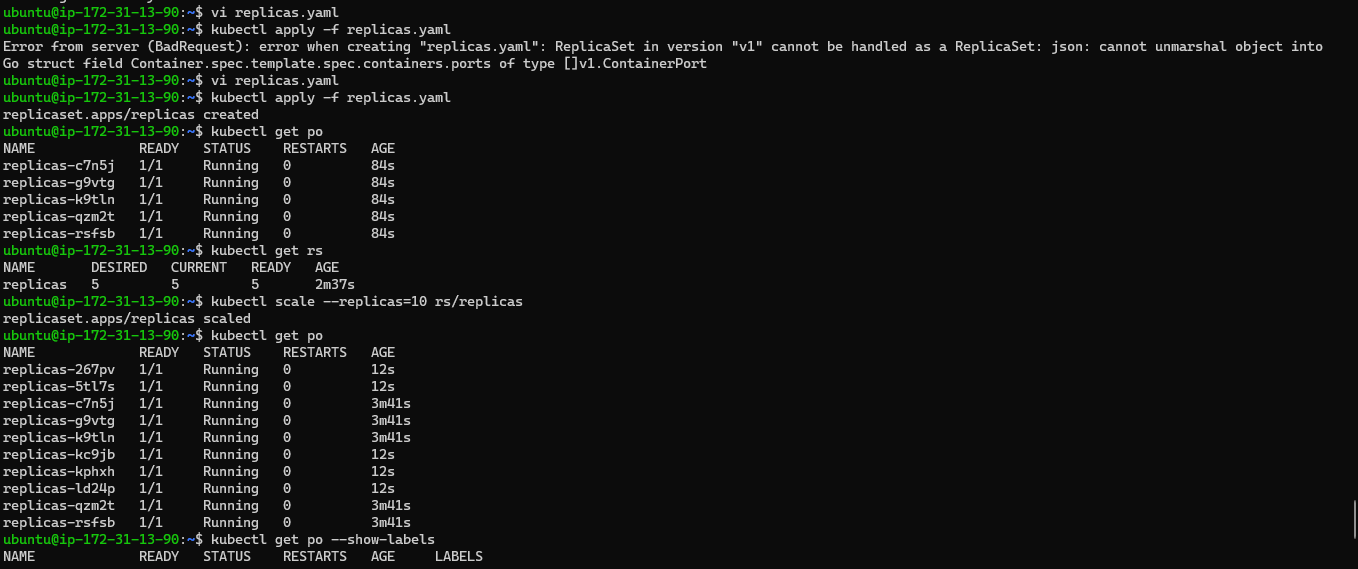 ubuntu@ip-172-31-13-90:~$ vi replicas.yaml
ubuntu@ip-172-31-13-90:~$ kubectl apply -f replicas.yaml
Error from server (BadRequest): error when creating "replicas.yaml": ReplicaSet in version "v1" cannot be handled as a ReplicaSet: json: cannot unmarshal object into
Go struct field Container.spec.template.spec.containers.ports of type []v1.ContainerPort
ubuntu@ip-172-31-13-90:~$ vi replicas.yaml
ubuntu@ip-172-31-13-90:~$ kubectl apply -f replicas.yaml
replicaset.apps/replicas created
ubuntu@ip-172-31-13-90:~$ kubectl get po
NAME             READY   STATUS    RESTARTS   AGE
replicas-c7n5j   1/1     Running   0          84s
replicas-g9vtg   1/1     Running   0          84s
replicas-k9tln   1/1     Running   0          84s
replicas-qzm2t   1/1     Running   0          84s
replicas-rsfsb   1/1     Running   0          84s
ubuntu@ip-172-31-13-90:~$ kubectl get rs
NAME       DESIRED   CURRENT   READY   AGE
replicas   5         5         5       2m37s
ubuntu@ip-172-31-13-90:~$ kubectl scale --replicas=10 rs/replicas
replicaset.apps/replicas scaled
ubuntu@ip-172-31-13-90:~$ kubectl get po
NAME             READY   STATUS    RESTARTS   AGE
replicas-267pv   1/1     Running   0          12s
replicas-5tl7s   1/1     Running   0          12s
replicas-c7n5j   1/1     Running   0          3m41s
replicas-g9vtg   1/1     Running   0          3m41s
replicas-k9tln   1/1     Running   0          3m41s
replicas-kc9jb   1/1     Running   0          12s
replicas-kphxh   1/1     Running   0          12s
replicas-ld24p   1/1     Running   0          12s
replicas-qzm2t   1/1     Running   0          3m41s
replicas-rsfsb   1/1     Running   0          3m41s
ubuntu@ip-172-31-13-90:~$ kubectl get po --show-labels
NAME             READY   STATUS    RESTARTS   AGE     LABELS